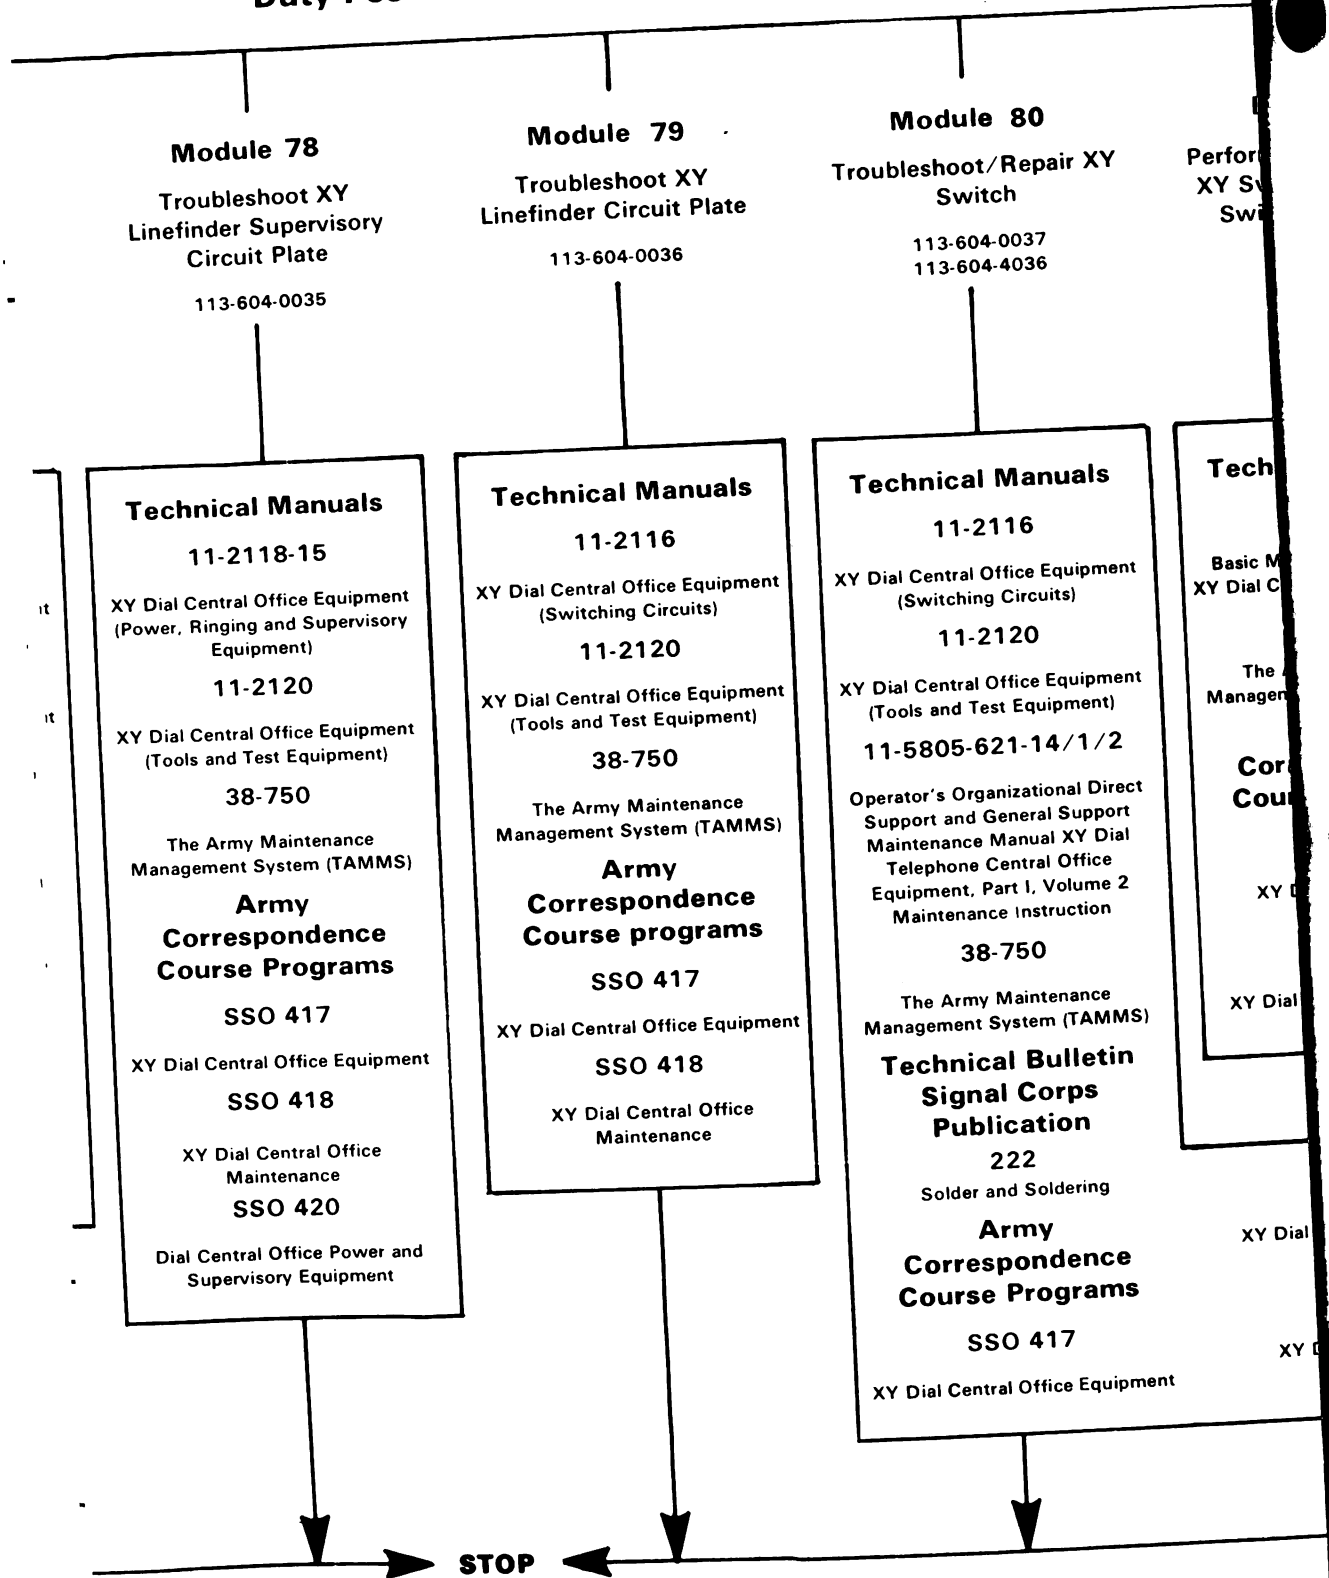 Module 78
Troubleshoot XY
Linefinder Supervisory
Circuit Plate
113-604-0035
Technical Manuals
11-2118-15
XY Dial Central Office Equipment
(Power, Ringing and Supervisory
Equipment)
11-2120
XY Dial Central Office Equipment
(Tools and Test Equipment)
38-750
The Army Maintenance
Management System (TAMMS)
Army
Correspondence
Course Programs
SSO 417
XY Dial Central Office Equipment
SSO 418
XY Dial Central Office
Maintenance
SSO 420
Dial Central Office Power and
Supervisory Equipment
Module 79
Troubleshoot XY
Linefinder Circuit Plate
113-604-0036
Technical Manuals
11-2116
XY Dial Central Office Equipment
(Switching Circuits)
11-2120
XY Dial Central Office Equipment
(Tools and Test Equipment)
38-750
The Army Maintenance
Management System (TAMMS)
Army
Correspondence
Course programs
SSO 417
XY Dial Central Office Equipment
SSO 418
XY Dial Central Office
Maintenance
Module 80
Troubleshoot/Repair XY
Switch
113-604-0037
113-604-4036
Technical Manuals
11-2116
XY Dial Central Office Equipment
(Switching Circuits)
11-2120
XY Dial Central Office Equipment
(Tools and Test Equipment)
11-5805-621-14/1/2
Operator's Organizational Direct
Support and General Support
Maintenance Manual XY Dial
Telephone Central Office
Equipment, Part I, Volume 2
Maintenance Instruction
38-750
The Army Maintenance
Management System (TAMMS)
Technical Bulletin
Signal Corps
Publication
222
Solder and Soldering
Army
Correspondence
Course Programs
SSO 417
XY Dial Central Office Equipment
XY
Basic
XY Dial
The
XY
XY Dial
XY Dial
XY
STOP